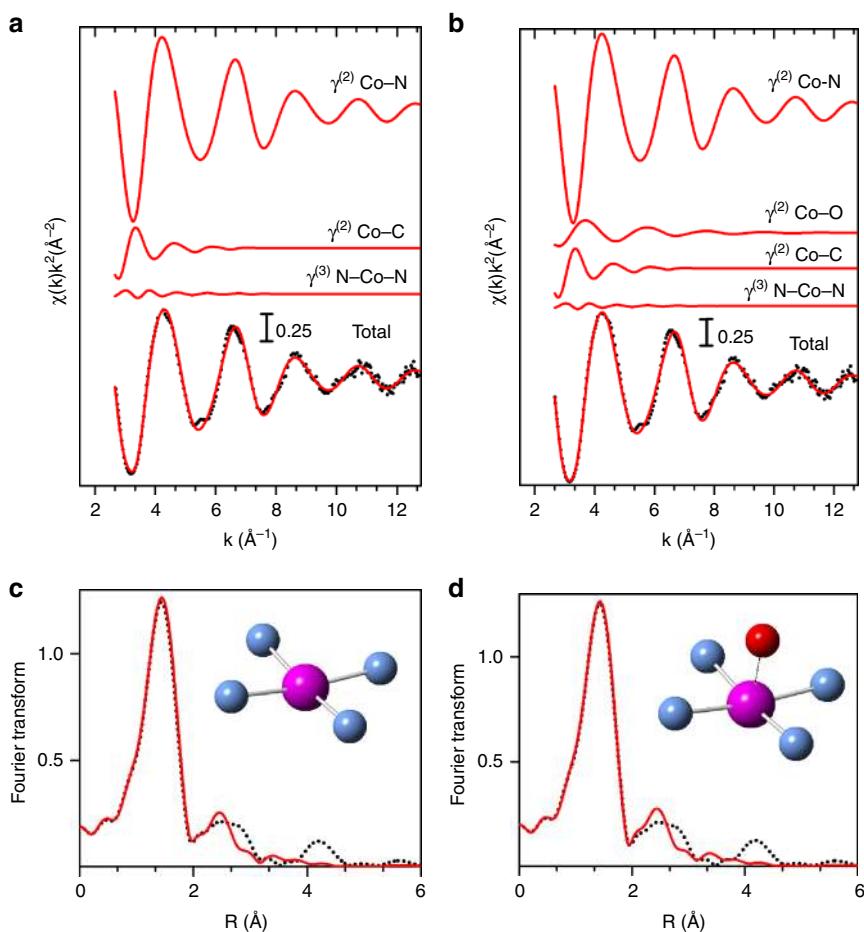 a
χ(k)k²(Å⁻²)
γ⁽²⁾ Co–N
γ⁽²⁾ Co–C
γ⁽³⁾ N–Co–N
0.25
Total
2 4 6 8 10 12
k (Å⁻¹)
b
χ(k)k²(Å⁻²)
γ⁽²⁾ Co-N
γ⁽²⁾ Co–O
γ⁽²⁾ Co–C
γ⁽³⁾ N–Co–N
0.25
Total
2 4 6 8 10 12
k (Å⁻¹)
c
Fourier transform
1.0
0.5
0 2 4 6
R (Å)
d
Fourier transform
1.0
0.5
0 2 4 6
R (Å)